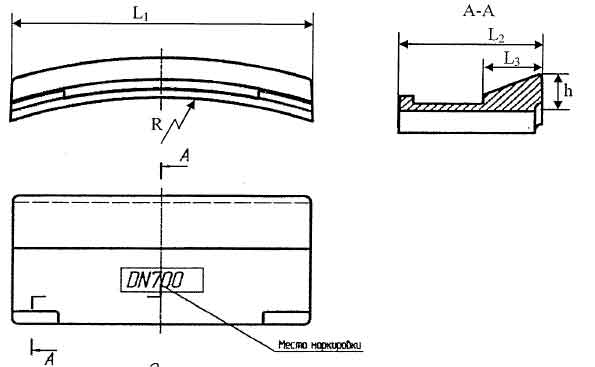 L1
A-A
L2
L3
h
R
A
DN700
A
Место маркировки